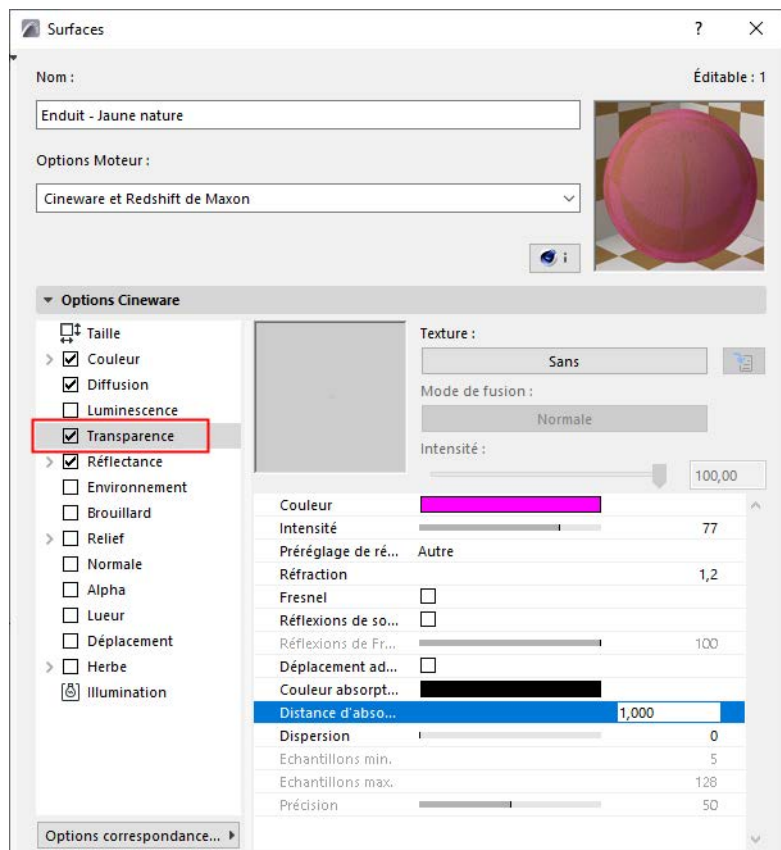 Surfaces
?
Nom :
Éditable : 1
Enduit - Jaune nature
Options Moteur :
Cineware et Redshift de Maxon
i
Options Cineware
Taille
Couleur
Diffusion
Luminescence
Transparence
Réflectance
Environnement
Brouillard
Relief
Normale
Alpha
Lueur
Déplacement
Herbe
Illumination
Options correspondance...
Texture :
Sans
Mode de fusion :
Normale
Intensité :
100,00
Couleur
Intensité 77
Préréglage de ré... Autre
Réfraction 1,2
Fresnel
Réflexions de so...
Réflexions de Fr... 100
Déplacement ad...
Couleur absorpt...
Distance d'abso... 1,000
Dispersion 0
Echantillons min. 5
Echantillons max. 128
Précision 50